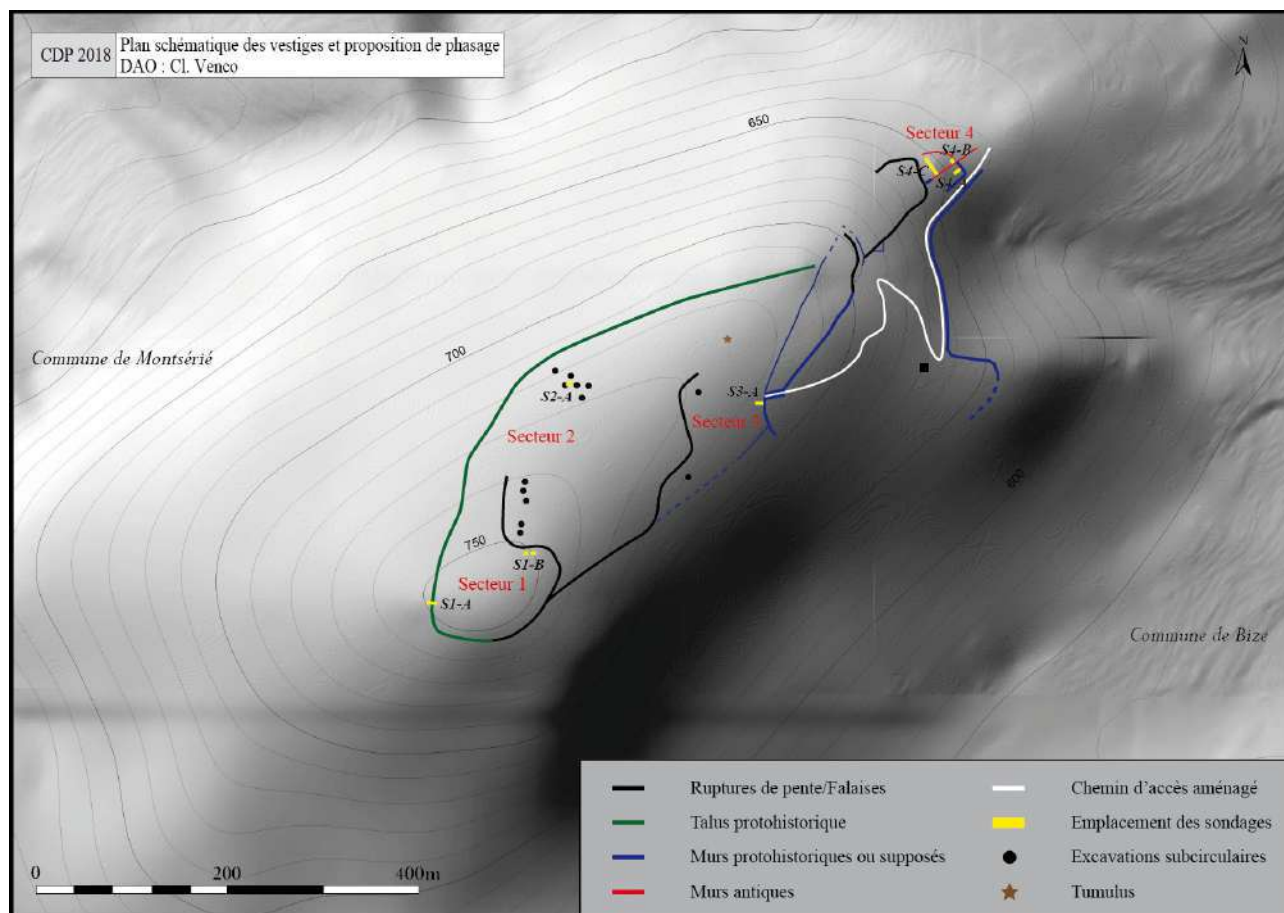 CDP 2018
Plan schématique des vestiges et proposition de phasage
DAO : Cl. Venco
N
650
Secteur 4
S4-B
S4-C
Commune de Montsérié
700
S2-A
S3-A
Secteur 2
Secteur 3
600
750
S1-B
Secteur 1
S1-A
Commune de Bize
Ruptures de pente/Falaises
Chemin d'accès aménagé
Talus protohistorique
Emplacement des sondages
Murs protohistoriques ou supposés
Excavations subcirculaires
Murs antiques
Tumulus
0 200 400m